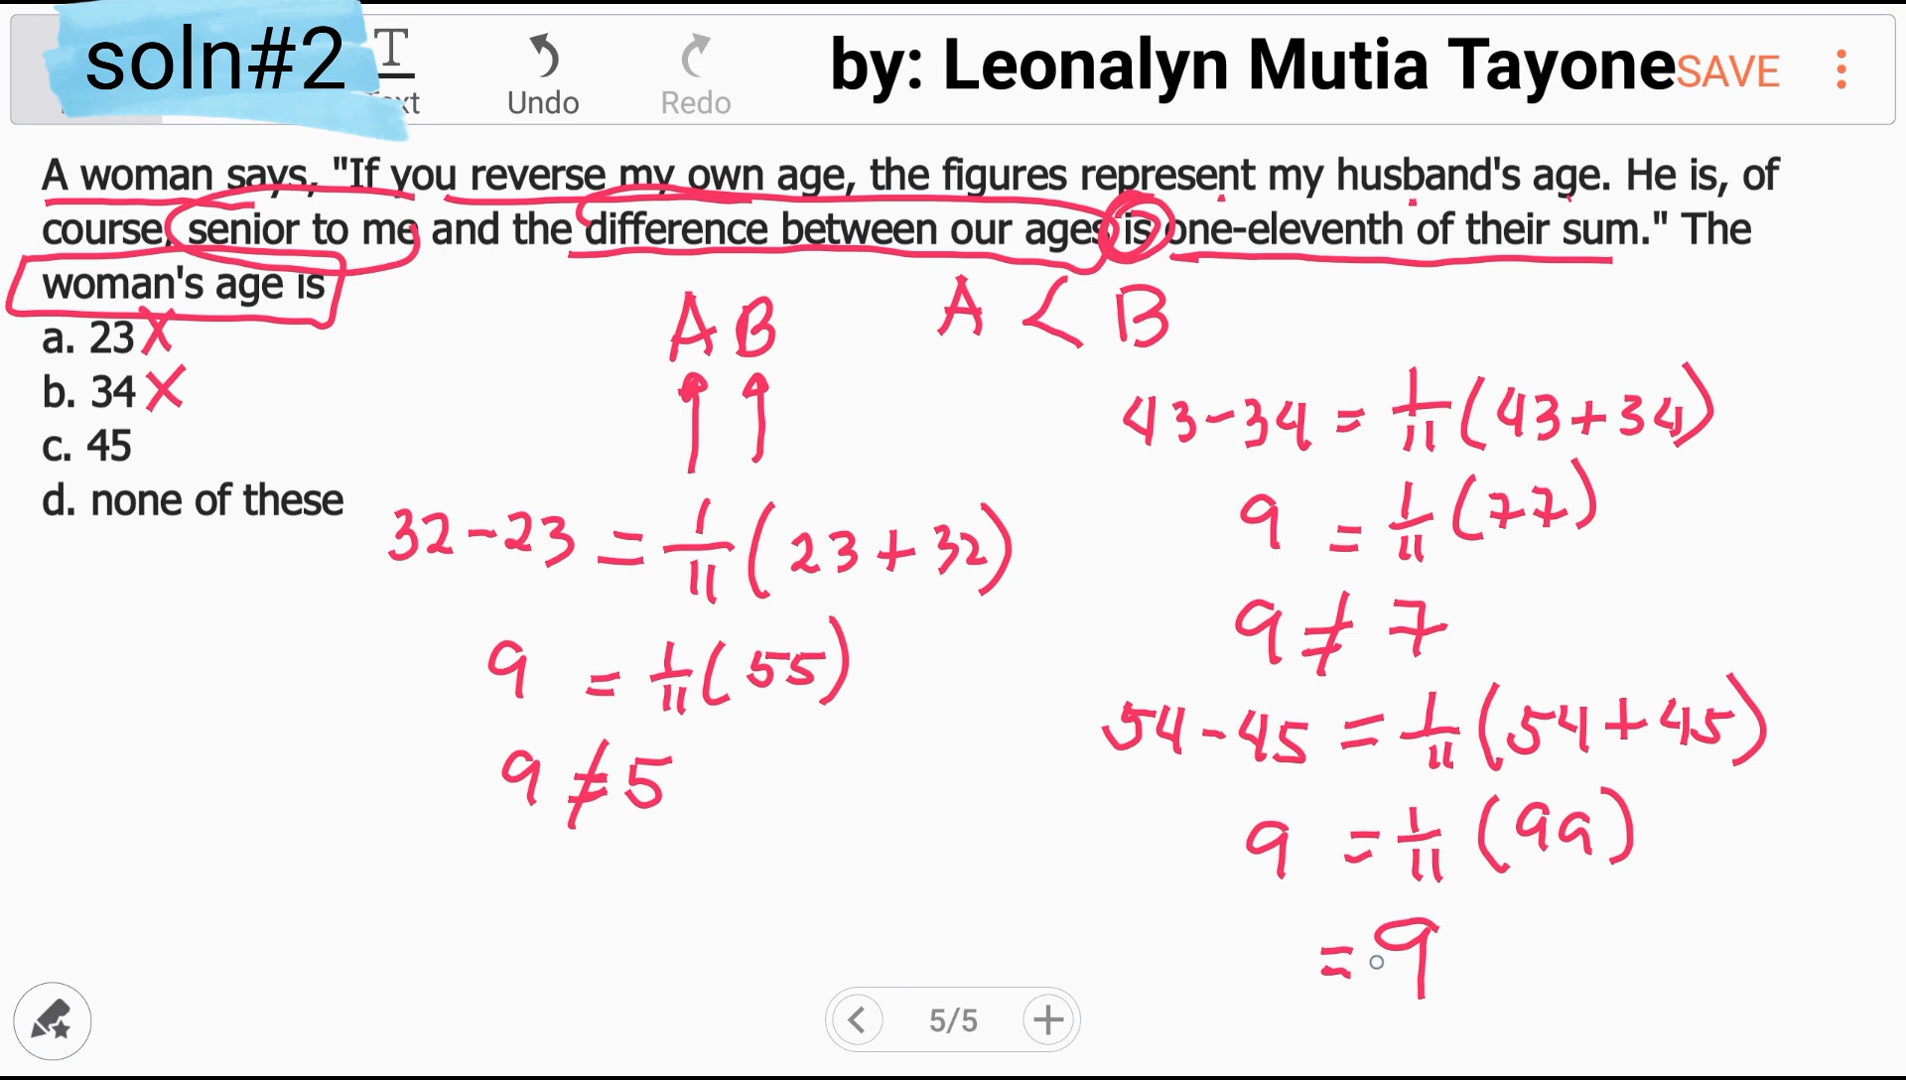 soln#2
Text
Undo
Redo
by: Leonalyn Mutia Tayone
SAVE
A woman says, "If you reverse my own age, the figures represent my husband's age. He is, of
course, senior to me and the difference between our ages is one-eleventh of their sum." The
woman's age is
a. 23 X
b. 34 X
c. 45
d. none of these
A B
A < B
32-23 = 1/11 (23+32)
9 = 1/11 (55)
9 ≠ 5
43-34 = 1/11 (43+34)
9 = 1/11 (77)
9 ≠ 7
54-45 = 1/11 (54+45)
9 = 1/11 (99)
= 9
5/5